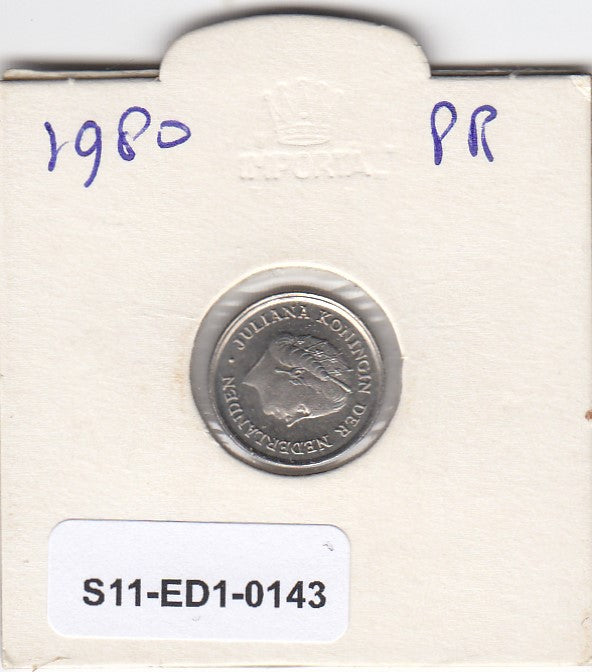 1980 PR
IMPORTA
JULIANA KONINGIN DER NEDERLANDEN •
S11-ED1-0143